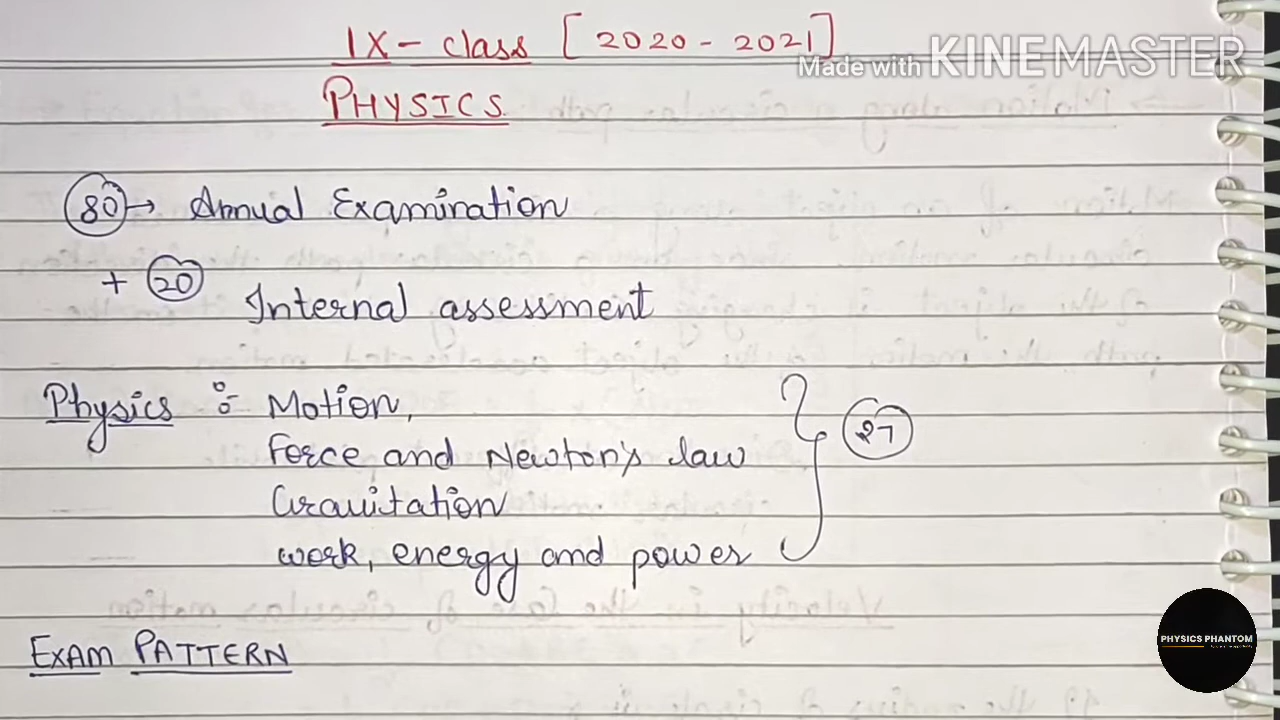 IX - class [2020 - 2021]
Made with KINEMASTER
PHYSICS
80 → Annual Examination
+ 20
Internal assessment
Physics : Motion,
Force and Newton's law
Gravitation
work, energy and power
27
EXAM PATTERN
PHYSICS PHANTOM